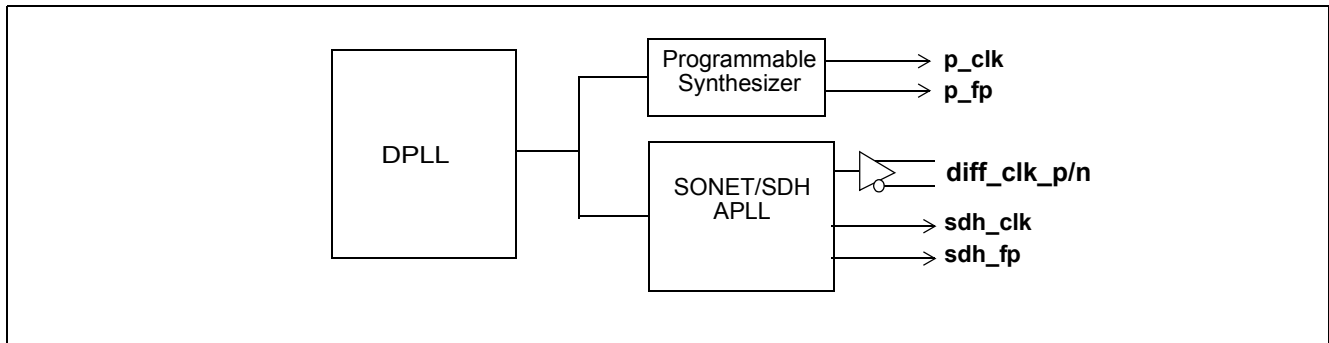 DPLL
Programmable
Synthesizer
p_clk
p_fp
SONET/SDH
APLL
diff_clk_p/n
sdh_clk
sdh_fp